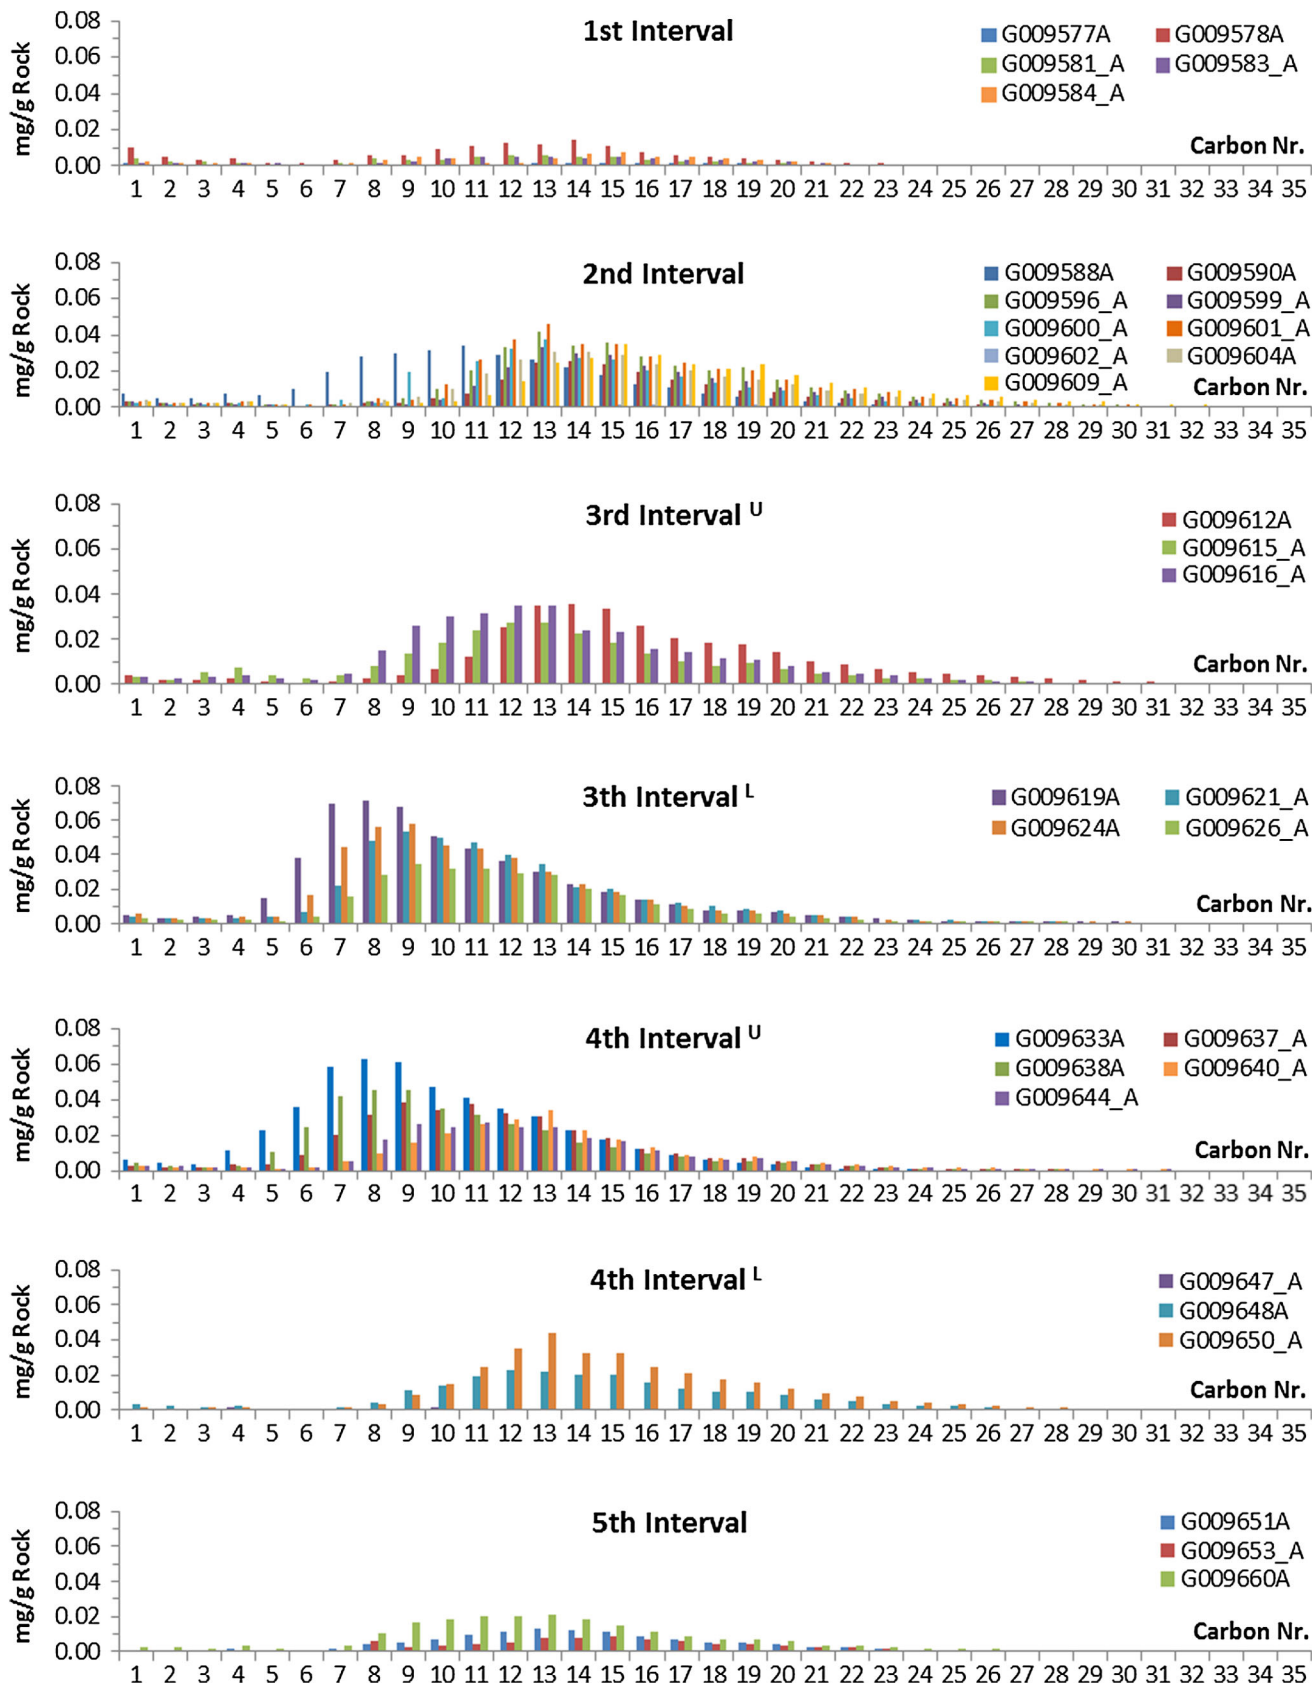 1st Interval
mg/g Rock
0.08
0.06
0.04
0.02
0.00
G009577A G009578A
G009581_A G009583_A
G009584_A
Carbon Nr.
1 2 3 4 5 6 7 8 9 10 11 12 13 14 15 16 17 18 19 20 21 22 23 24 25 26 27 28 29 30 31 32 33 34 35
2nd Interval
mg/g Rock
0.08
0.06
0.04
0.02
0.00
G009588A G009590A
G009596_A G009599_A
G009600_A G009601_A
G009602_A G009604A
G009609_A
Carbon Nr.
1 2 3 4 5 6 7 8 9 10 11 12 13 14 15 16 17 18 19 20 21 22 23 24 25 26 27 28 29 30 31 32 33 34 35
3rd Interval U
mg/g Rock
0.08
0.06
0.04
0.02
0.00
G009612A
G009615_A
G009616_A
Carbon Nr.
1 2 3 4 5 6 7 8 9 10 11 12 13 14 15 16 17 18 19 20 21 22 23 24 25 26 27 28 29 30 31 32 33 34 35
3th Interval L
mg/g Rock
0.08
0.06
0.04
0.02
0.00
G009619A G009621_A
G009624A G009626_A
Carbon Nr.
1 2 3 4 5 6 7 8 9 10 11 12 13 14 15 16 17 18 19 20 21 22 23 24 25 26 27 28 29 30 31 32 33 34 35
4th Interval U
mg/g Rock
0.08
0.06
0.04
0.02
0.00
G009633A G009637_A
G009638A G009640_A
G009644_A
1 2 3 4 5 6 7 8 9 10 11 12 13 14 15 16 17 18 19 20 21 22 23 24 25 26 27 28 29 30 31 32 33 34 35
4th Interval L
mg/g Rock
0.08
0.06
0.04
0.02
0.00
G009647_A
G009648A
G009650_A
Carbon Nr.
1 2 3 4 5 6 7 8 9 10 11 12 13 14 15 16 17 18 19 20 21 22 23 24 25 26 27 28 29 30 31 32 33 34 35
5th Interval
mg/g Rock
0.08
0.06
0.04
0.02
0.00
G009651A
G009653_A
G009660A
Carbon Nr.
1 2 3 4 5 6 7 8 9 10 11 12 13 14 15 16 17 18 19 20 21 22 23 24 25 26 27 28 29 30 31 32 33 34 35